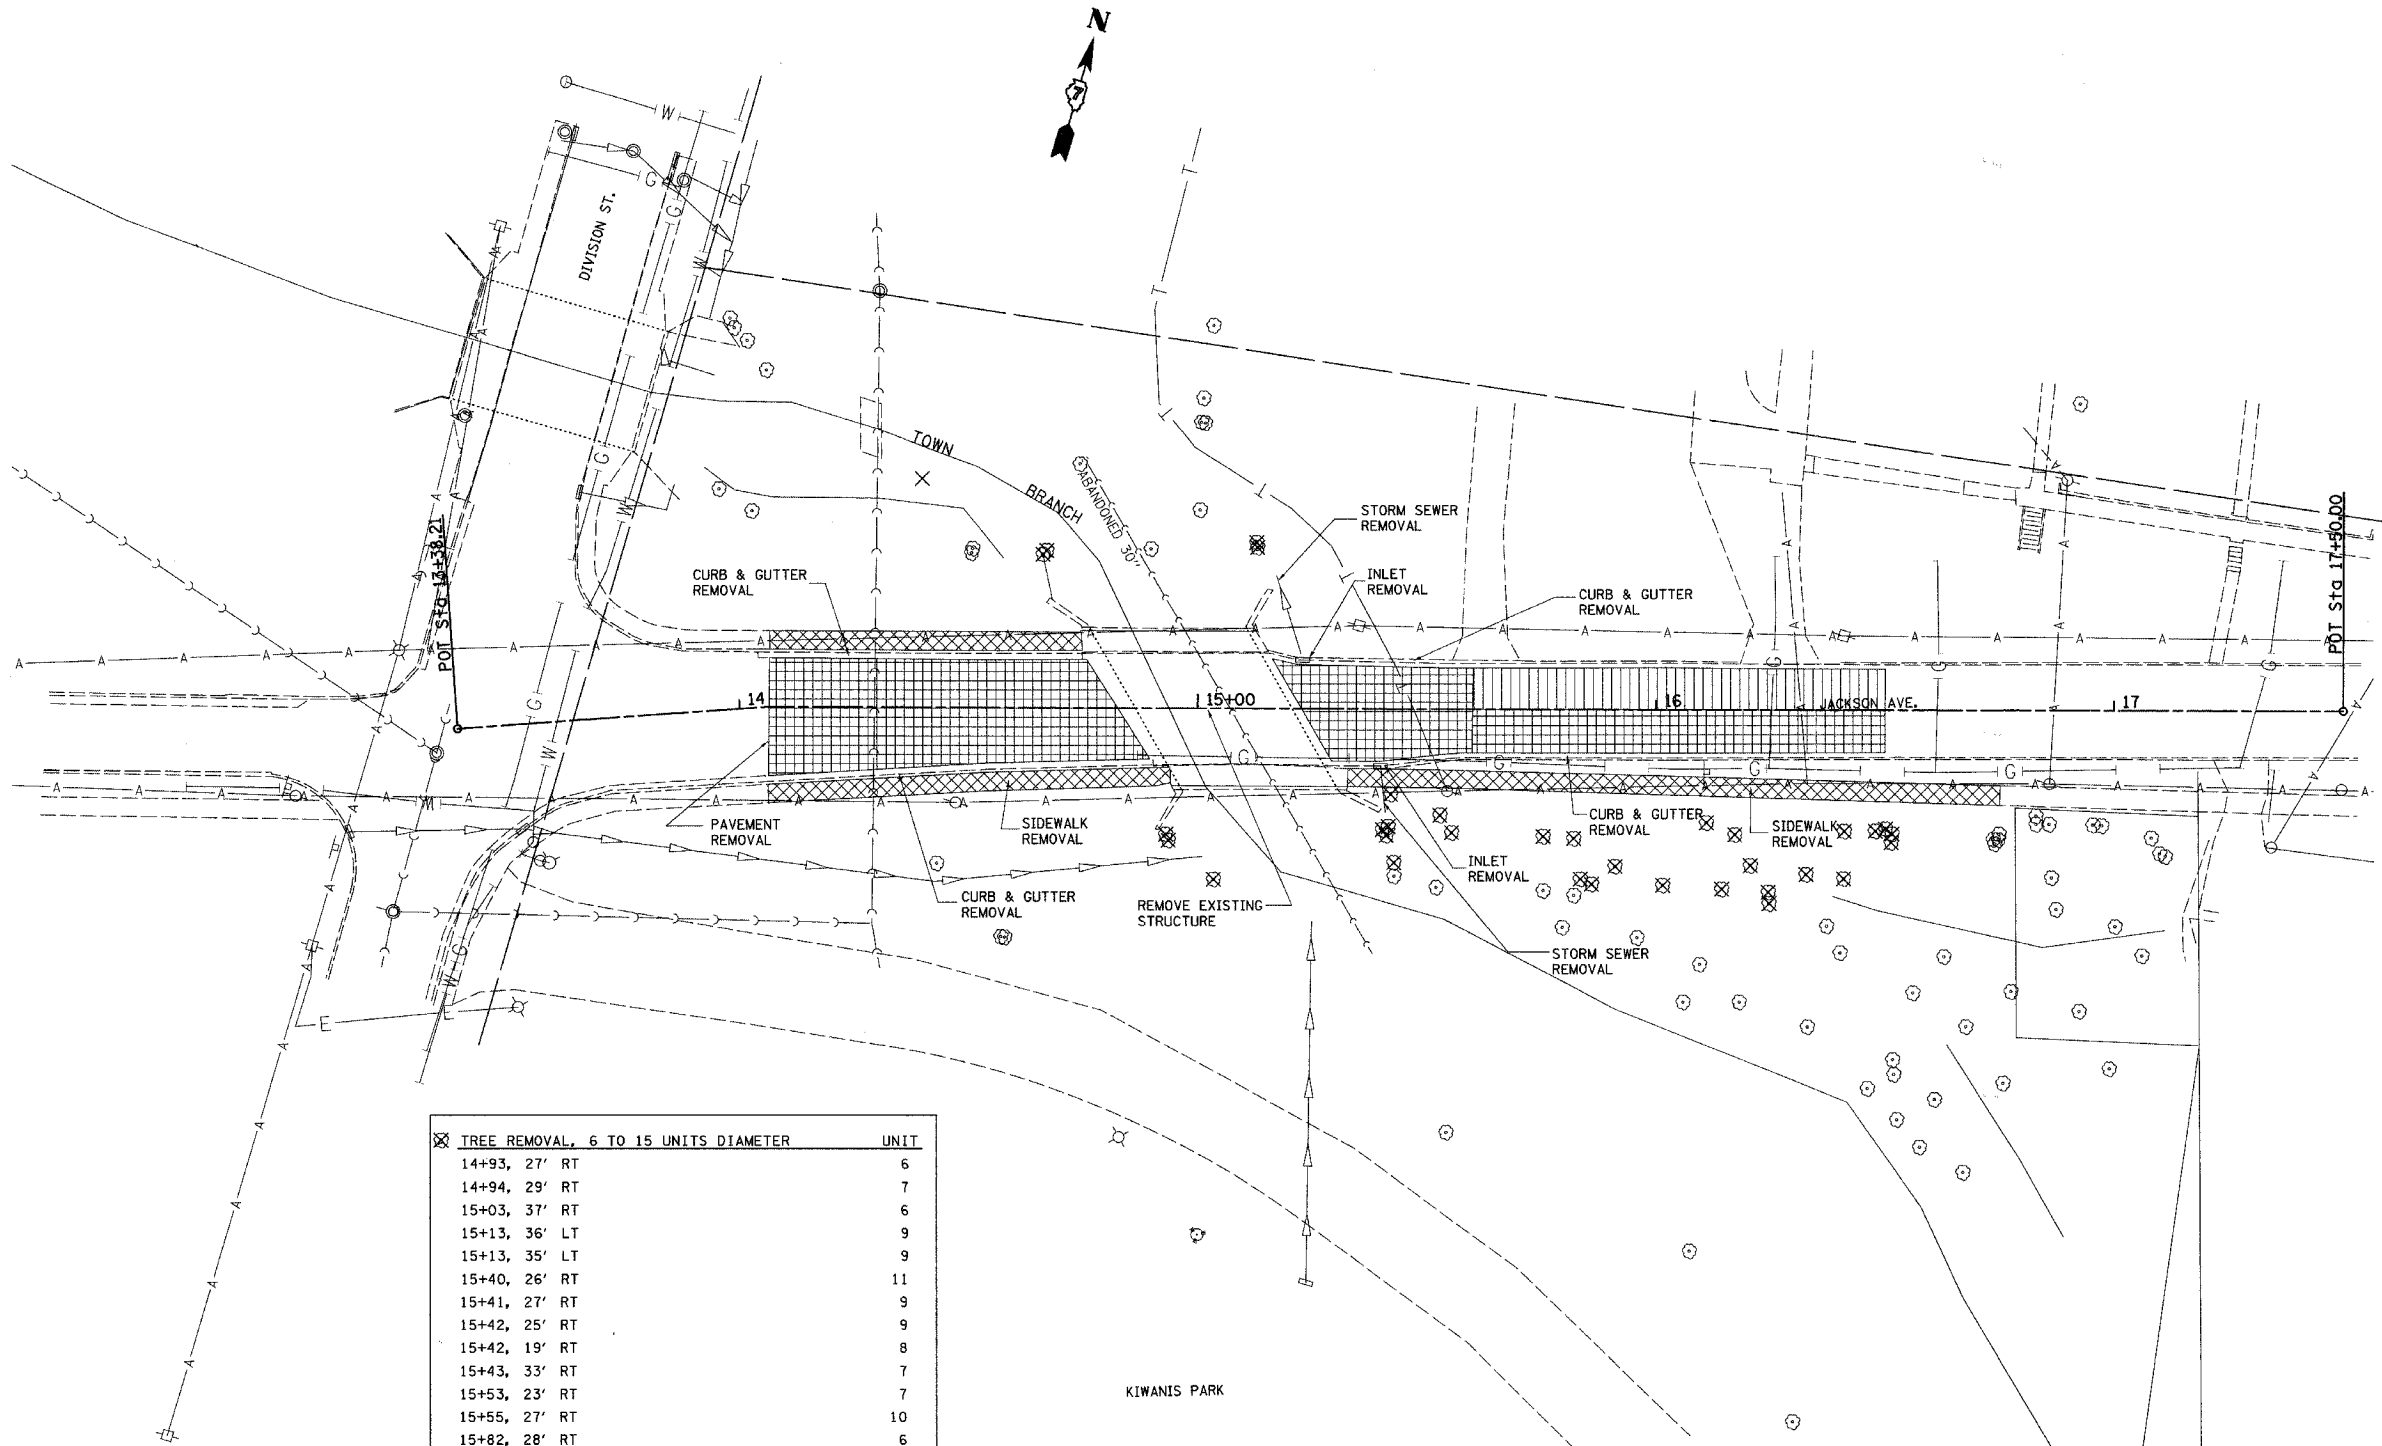 N
7
W
G
DIVISION ST.
TOWN
BRANCH
ABANDONED 30"
STORM SEWER
REMOVAL
POT Sta 13+38.21
POT Sta 17+50.00
CURB & GUTTER
REMOVAL
INLET
REMOVAL
CURB & GUTTER
REMOVAL
14
15+00
16
JACKSON AVE.
17
PAVEMENT
REMOVAL
SIDEWALK
REMOVAL
CURB & GUTTER
REMOVAL
SIDEWALK
REMOVAL
INLET
REMOVAL
CURB & GUTTER
REMOVAL
REMOVE EXISTING
STRUCTURE
STORM SEWER
REMOVAL
TREE REMOVAL, 6 TO 15 UNITS DIAMETER UNIT
14+93, 27' RT 6
14+94, 29' RT 7
15+03, 37' RT 6
15+13, 36' LT 9
15+13, 35' LT 9
15+40, 26' RT 11
15+41, 27' RT 9
15+42, 25' RT 9
15+42, 19' RT 8
15+43, 33' RT 7
15+53, 23' RT 7
15+55, 27' RT 10
15+82, 28' RT 6
KIWANIS PARK